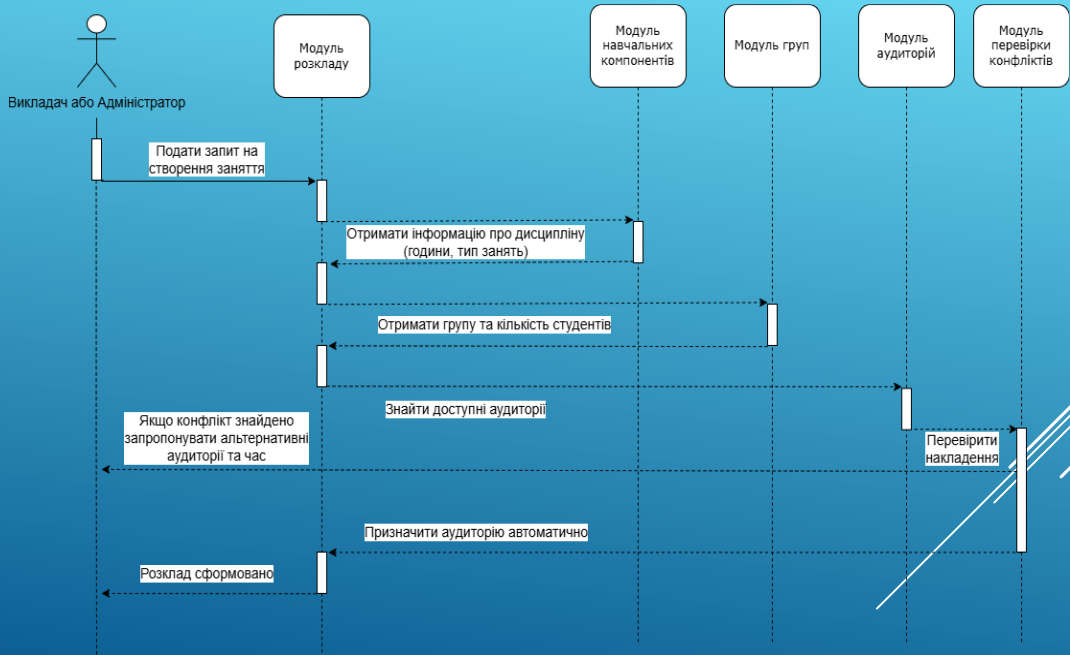 Модуль
розкладу
Модуль
навчальних
компонентів
Модуль груп
Модуль
аудиторій
Модуль
перевірки
конфліктів
Викладач або Адміністратор
Подати запит на
створення заняття
Отримати інформацію про дисципліну
(години, тип занять)
Отримати групу та кількість студентів
Знайти доступні аудиторії
Якщо конфлікт знайдено
запропонувати альтернативні
аудиторії та час
Перевірити
накладення
Призначити аудиторію автоматично
Розклад сформовано